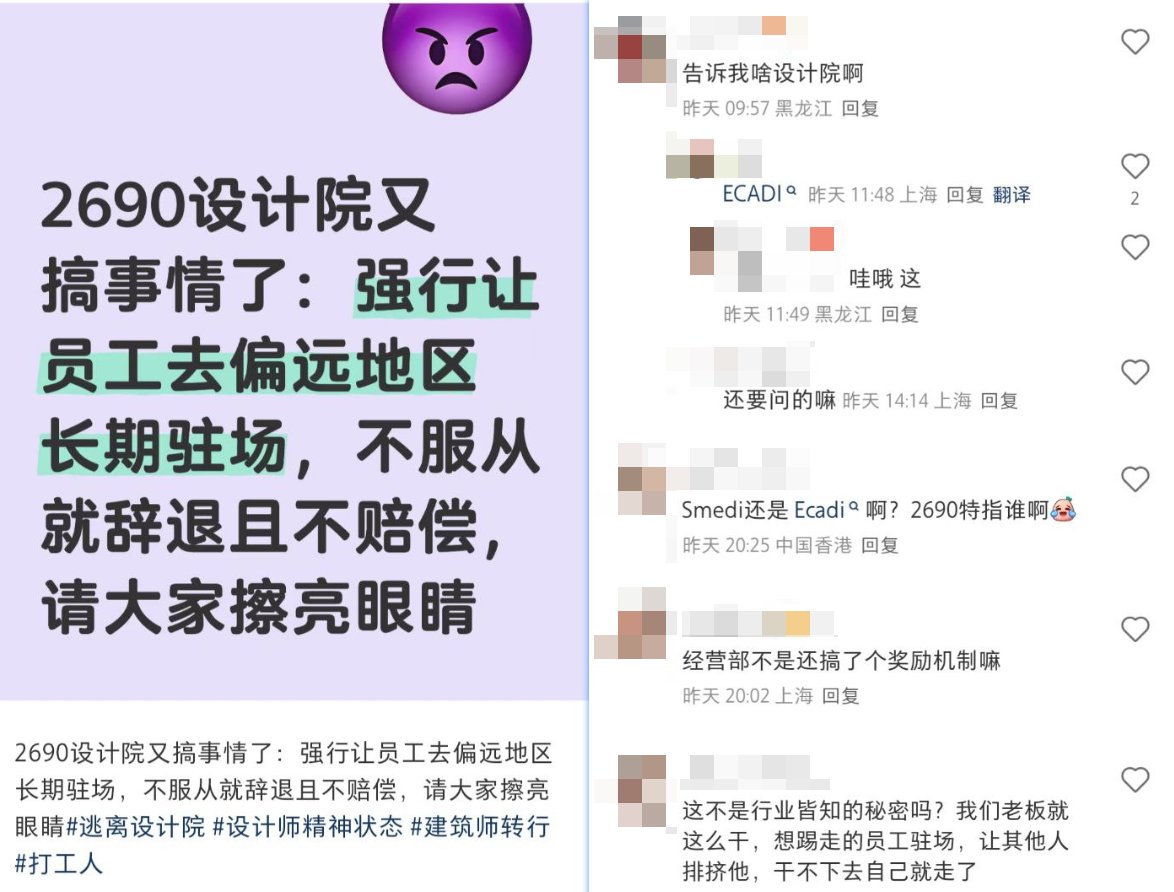 2690设计院又
搞事情了：强行让
员工去偏远地区
长期驻场，不服从
就辞退且不赔偿，
请大家擦亮眼睛
2690设计院又搞事情了：强行让员工去偏远地区
长期驻场，不服从就辞退且不赔偿，请大家擦亮
眼睛#逃离设计院 #设计师精神状态 #建筑师转行
#打工人
告诉我啥设计院啊
昨天 09:57 黑龙江 回复
ECADI 昨天 11:48 上海 回复 翻译
2
哇哦 这
昨天 11:49 黑龙江 回复
还要问的嘛 昨天 14:14 上海 回复
Smedi还是 Ecadi 啊？2690特指谁啊
昨天 20:25 中国香港 回复
经营部不是还搞了个奖励机制嘛
昨天 20:02 上海 回复
这不是行业皆知的秘密吗？我们老板就
这么干，想踢走的员工驻场，让其他人
排挤他，干不下去自己就走了